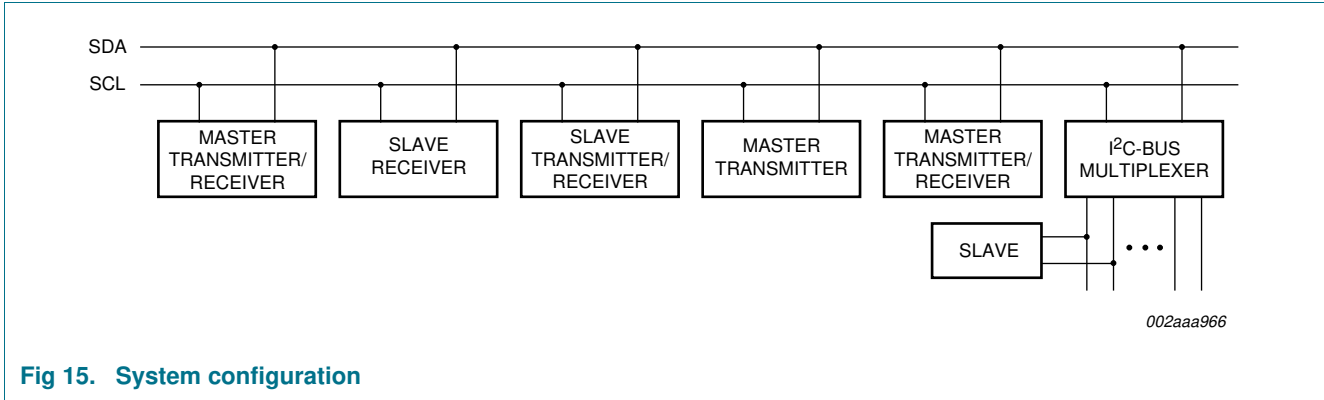 SDA
SCL
MASTER
TRANSMITTER/
RECEIVER
SLAVE
RECEIVER
SLAVE
TRANSMITTER/
RECEIVER
MASTER
TRANSMITTER
MASTER
TRANSMITTER/
RECEIVER
I²C-BUS
MULTIPLEXER
SLAVE
002aaa966
Fig 15. System configuration